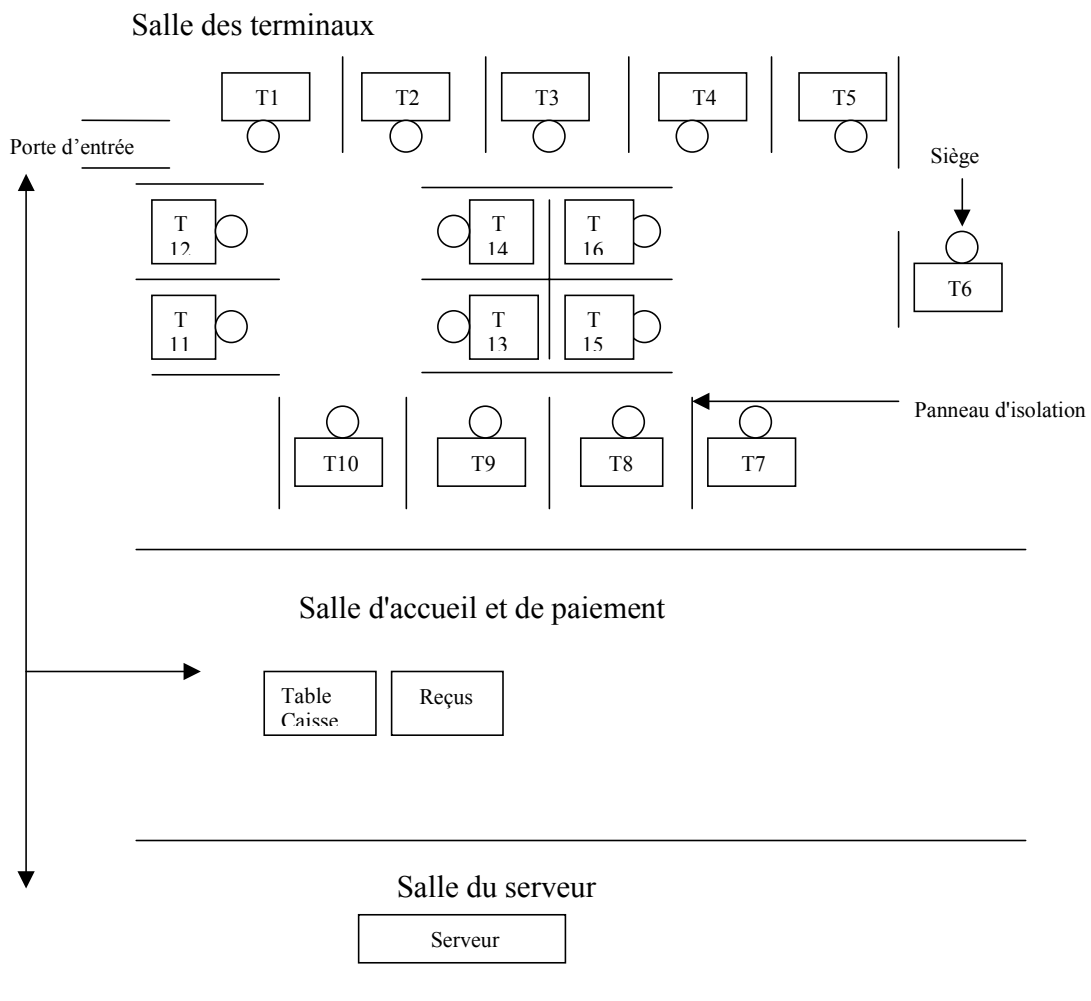 Salle des terminaux
T1
T2
T3
T4
T5
Porte d’entrée
Siège
T
12
T
14
T
16
T6
T
11
T
13
T
15
Panneau d'isolation
T10
T9
T8
T7
Salle d'accueil et de paiement
Table
Caisse
Reçus
Salle du serveur
Serveur